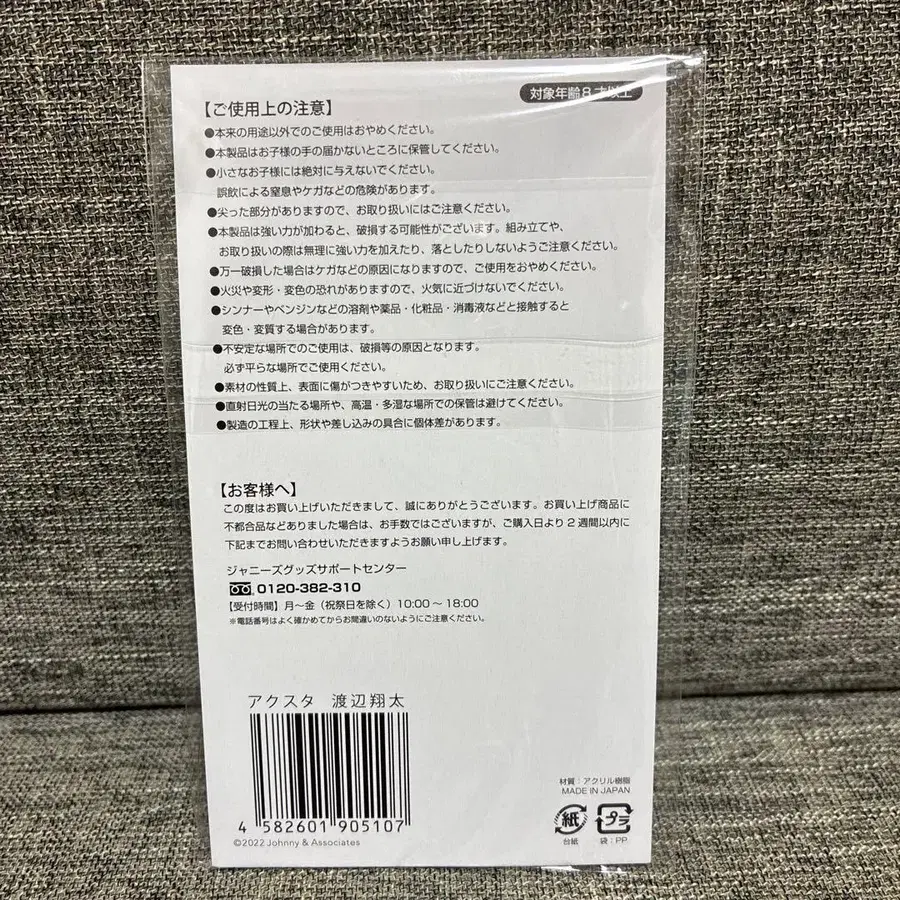 対象年齢8才以上
【ご使用上の注意】
●本来の用途以外でのご使用はおやめください。
●本製品はお子様の手の届かないところに保管してください。
●小さなお子様には絶対に与えないでください。
誤飲による窒息やケガなどの危険があります。
●尖った部分がありますので、お取り扱いにはご注意ください。
●本製品は強い力が加わると、破損する可能性がございます。組み立てや、
お取り扱いの際は無理に強い力を加えたり、落としたりしないようご注意ください。
●万一破損した場合はケガなどの原因になりますので、ご使用をおやめください。
●火災や変形・変色の恐れがありますので、火気に近づけないでください。
●シンナーやベンジンなどの溶剤や薬品・化粧品・消毒液などと接触すると
変色・変質する場合があります。
●不安定な場所でのご使用は、破損等の原因となります。
必ず平らな場所でご使用ください。
●素材の性質上、表面に傷がつきやすいため、お取り扱いにご注意ください。
●直射日光の当たる場所や、高温・多湿な場所での保管は避けてください。
●製造の工程上、形状や差し込みの具合に個体差があります。
【お客様へ】
この度はお買い上げいただきまして、誠にありがとうございます。お買い上げ商品に
不都合品などありました場合は、お手数ではございますが、ご購入日より2週間以内に
下記までお問い合わせいただきますようお願い申し上げます。
ジャニーズグッズサポートセンター
0120-382-310
【受付時間】月～金（祝祭日を除く）10:00～18:00
※電話番号はよく確かめてからお間違いのないようにご注意ください。
アクスタ 渡辺翔太
4 582601 905107
©2022 Johnny & Associates
材質：アクリル樹脂
MADE IN JAPAN
紙 プラ
台紙 袋：PP